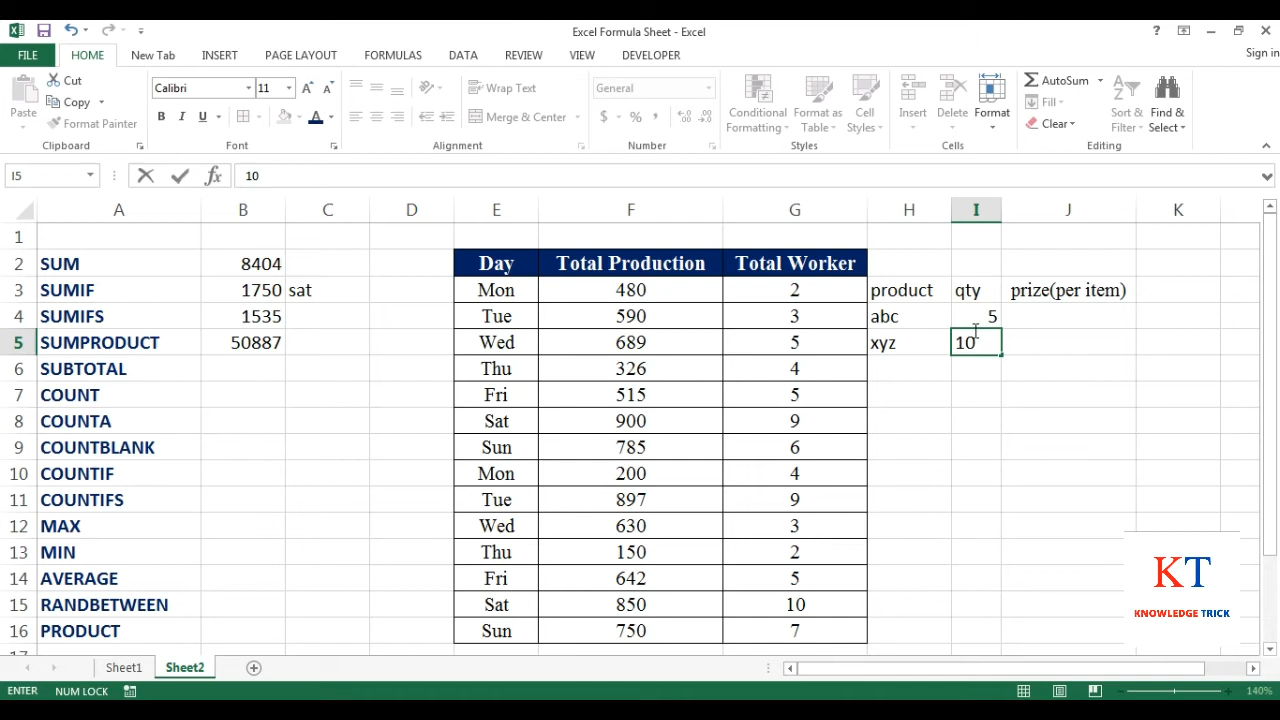 Excel Formula Sheet - Excel
FILE HOME New Tab INSERT PAGE LAYOUT FORMULAS DATA REVIEW VIEW DEVELOPER Sign in
Cut Calibri 11 Wrap Text General AutoSum
Paste Copy Merge & Center $ % Conditional Formatting Format as Table Cell Styles Insert Delete Format Fill Sort & Filter Find & Select
Format Painter B I U A Clear
Clipboard Font Alignment Number Styles Cells Editing
I5 fx 10
A B C D E F G H I J K
1
2 SUM 8404 Day Total Production Total Worker
3 SUMIF 1750 sat Mon 480 2 product qty prize(per item)
4 SUMIFS 1535 Tue 590 3 abc 5
5 SUMPRODUCT 50887 Wed 689 5 xyz 10
6 SUBTOTAL Thu 326 4
7 COUNT Fri 515 5
8 COUNTA Sat 900 9
9 COUNTBLANK Sun 785 6
10 COUNTIF Mon 200 4
11 COUNTIFS Tue 897 9
12 MAX Wed 630 3
13 MIN Thu 150 2
14 AVERAGE Fri 642 5
15 RANDBETWEEN Sat 850 10
16 PRODUCT Sun 750 7
17
KT
KNOWLEDGE TRICK
Sheet1 Sheet2
ENTER NUM LOCK 140%